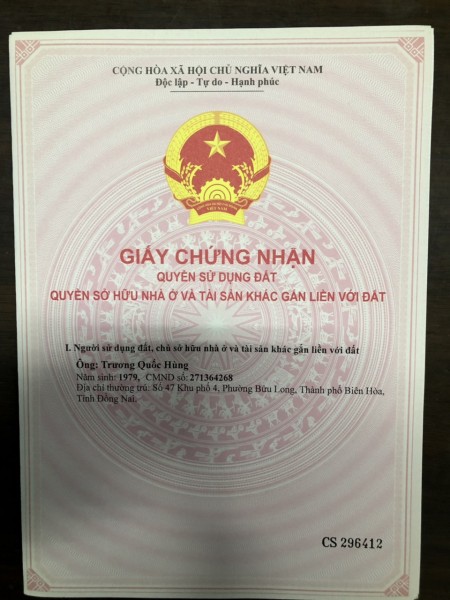 CỘNG HÒA XÃ HỘI CHỦ NGHĨA VIỆT NAM
Độc lập - Tự do - Hạnh phúc
VIỆT NAM
GIẤY CHỨNG NHẬN
QUYỀN SỬ DỤNG ĐẤT
QUYỀN SỞ HỮU NHÀ Ở VÀ TÀI SẢN KHÁC GẮN LIỀN VỚI ĐẤT
I. Người sử dụng đất, chủ sở hữu nhà ở và tài sản khác gắn liền với đất
Ông: Trương Quốc Hùng
Năm sinh: 1979, CMND số: 271364268
Địa chỉ thường trú: Số 47 Khu phố 4, Phường Bửu Long, Thành phố Biên Hòa,
Tỉnh Đồng Nai.
CS 296412